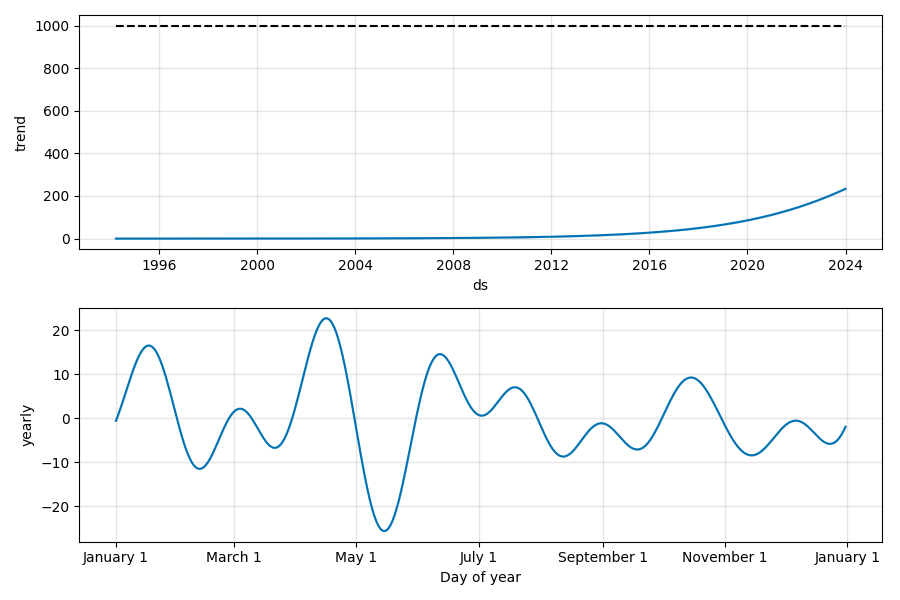 1000
800
600
400
200
0
trend
1996 2000 2004 2008 2012 2016 2020 2024
ds
20
10
0
−10
−20
yearly
January 1 March 1 May 1 July 1 September 1 November 1 January 1
Day of year